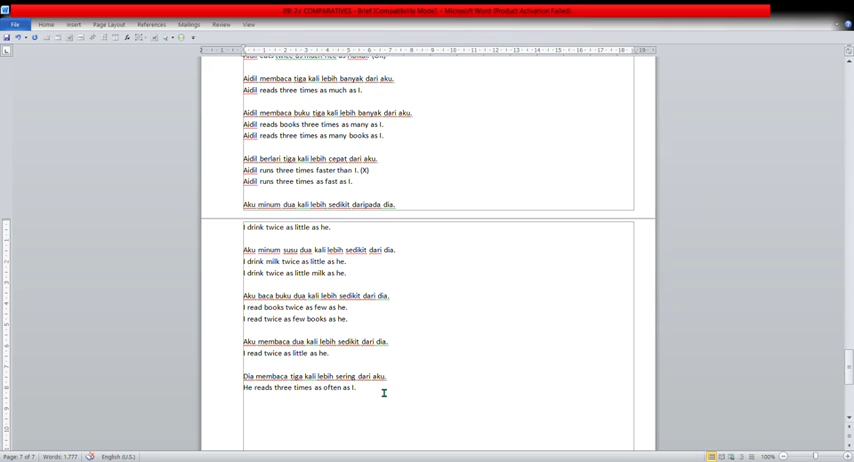 PP-21 COMPARATIVES - Brief [Compatibility Mode] - Microsoft Word (Product Activation Failed)
File Home Insert Page Layout References Mailings Review View
Aidil eats twice as much rice as
Aidil membaca tiga kali lebih banyak dari aku.
Aidil reads three times as much as I.
Aidil membaca buku tiga kali lebih banyak dari aku.
Aidil reads books three times as many as I.
Aidil reads three times as many books as I.
Aidil berlari tiga kali lebih cepat dari aku.
Aidil runs three times faster than I. (X)
Aidil runs three times as fast as I.
Aku minum dua kali lebih sedikit daripada dia.
I drink twice as little as he.
Aku minum susu dua kali lebih sedikit dari dia.
I drink milk twice as little as he.
I drink twice as little milk as he.
Aku baca buku dua kali lebih sedikit dari dia.
I read books twice as few as he.
I read twice as few books as he.
Aku membaca dua kali lebih sedikit dari dia.
I read twice as little as he.
Dia membaca tiga kali lebih sering dari aku.
He reads three times as often as I.
Page: 7 of 7 Words: 1.777 English (U.S.) 100%